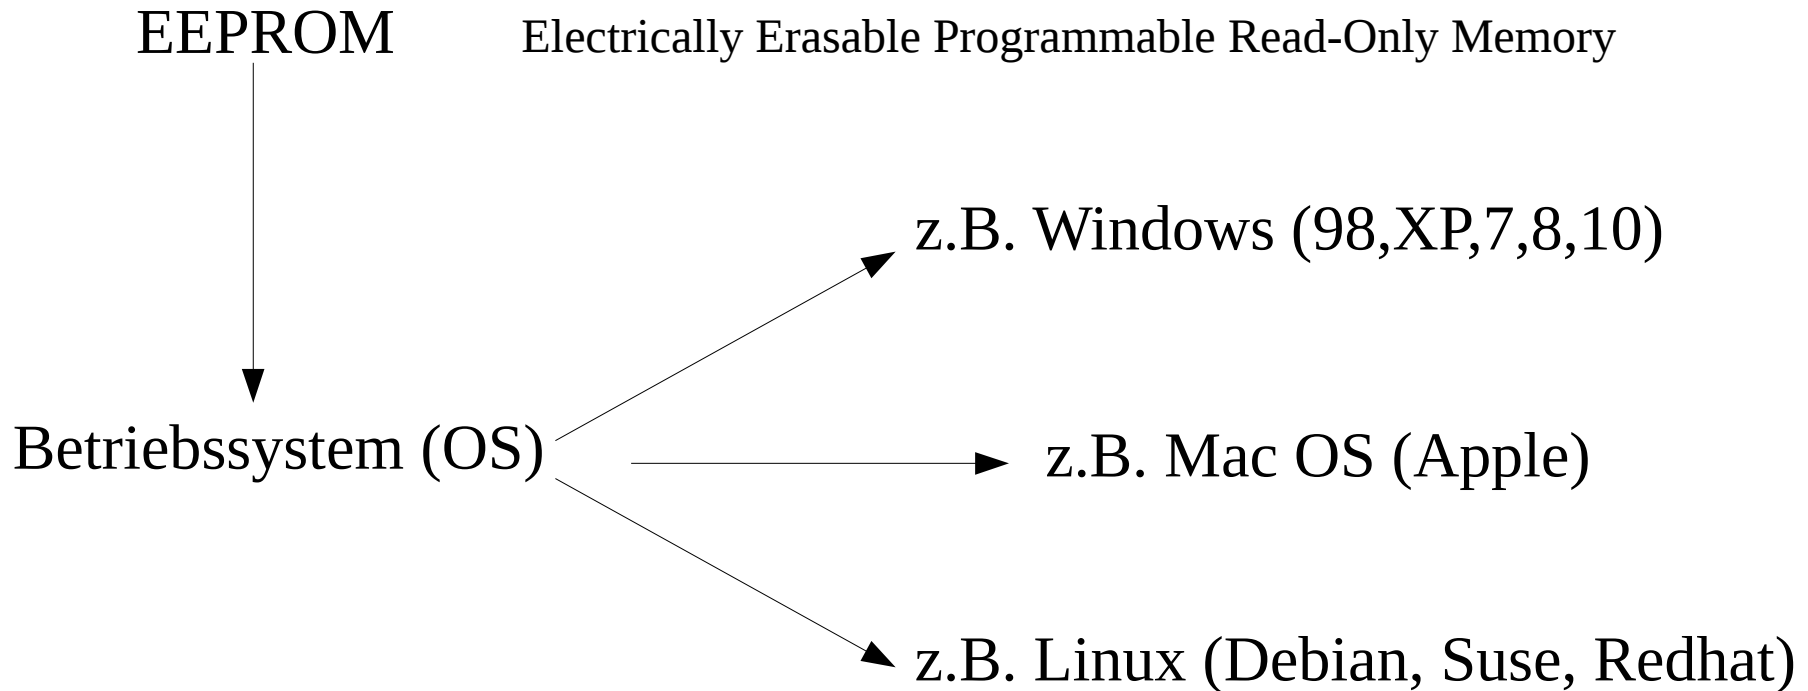 EEPROM
Electrically Erasable Programmable Read-Only Memory
z.B. Windows (98,XP,7,8,10)
Betriebssystem (OS)
z.B. Mac OS (Apple)
z.B. Linux (Debian, Suse, Redhat)